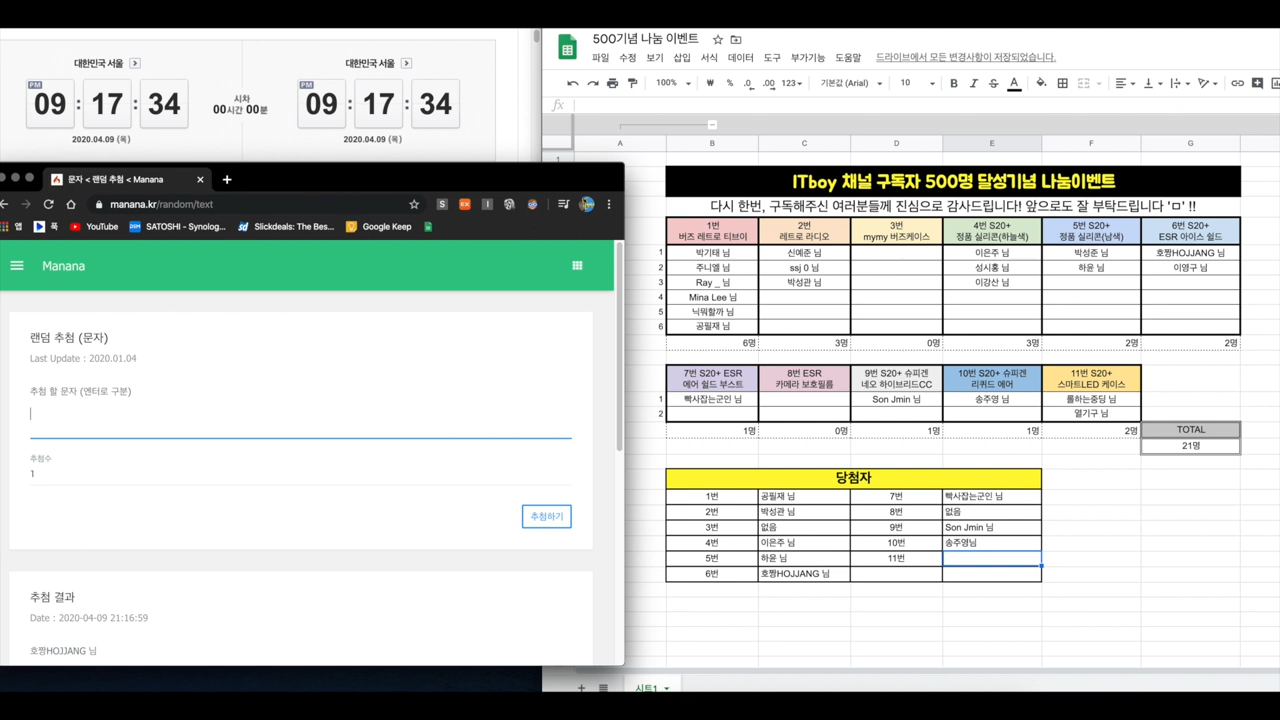 대한민국 서울
PM
09 : 17 : 34
2020.04.09 (목)
시차
00시간 00분
대한민국 서울
PM
09 : 17 : 34
2020.04.09 (목)
문자 < 랜덤 추첨 < Manana
manana.kr/random/text
앱
푹
YouTube
SATOSHI - Synolog...
Slickdeals: The Bes...
Google Keep
Manana
랜덤 추첨 (문자)
Last Update : 2020.01.04
추첨 할 문자 (엔터로 구분)
추첨수
1
추첨하기
추첨 결과
Date : 2020-04-09 21:16:59
호짱HOJJANG 님
500기념 나눔 이벤트
파일 수정 보기 삽입 서식 데이터 도구 부가기능 도움말 드라이브에서 모든 변경사항이 저장되었습니다.
100% ₩ % .0 .00 123 기본값 (Arial) 10 B I S A
fx
A B C D E F G
1
ITboy 채널 구독자 500명 달성기념 나눔이벤트
다시 한번, 구독해주신 여러분들께 진심으로 감사드립니다! 앞으로도 잘 부탁드립니다 'ㅁ' !!
1번 2번 3번 4번 S20+ 5번 S20+ 6번 S20+
버즈 레트로 티브이 레트로 라디오 mymy 버즈케이스 정품 실리콘(하늘색) 정품 실리콘(남색) ESR 아이스 쉴드
1 박기태 님 신예준 님 이은주 님 박성준 님 호짱HOJJANG 님
2 주니엘 님 ssj 0 님 성시홍 님 하윤 님 이영구 님
3 Ray _ 님 박성관 님 이강산 님
4 Mina Lee 님
5 닉뭐할까 님
6 공필재 님
6명 3명 0명 3명 2명 2명
7번 S20+ ESR 8번 ESR 9번 S20+ 슈피겐 10번 S20+ 슈피겐 11번 S20+
에어 쉴드 부스트 카메라 보호필름 네오 하이브리드CC 리퀴드 에어 스마트LED 케이스
1 빡사잡는군인 님 Son Jmin 님 송주영 님 롤하는중딩 님
2 열기구 님
1명 0명 1명 1명 2명 TOTAL
21명
당첨자
1번 공필재 님 7번 빡사잡는군인 님
2번 박성관 님 8번 없음
3번 없음 9번 Son Jmin 님
4번 이은주 님 10번 송주영님
5번 하윤 님 11번
6번 호짱HOJJANG 님
시트1